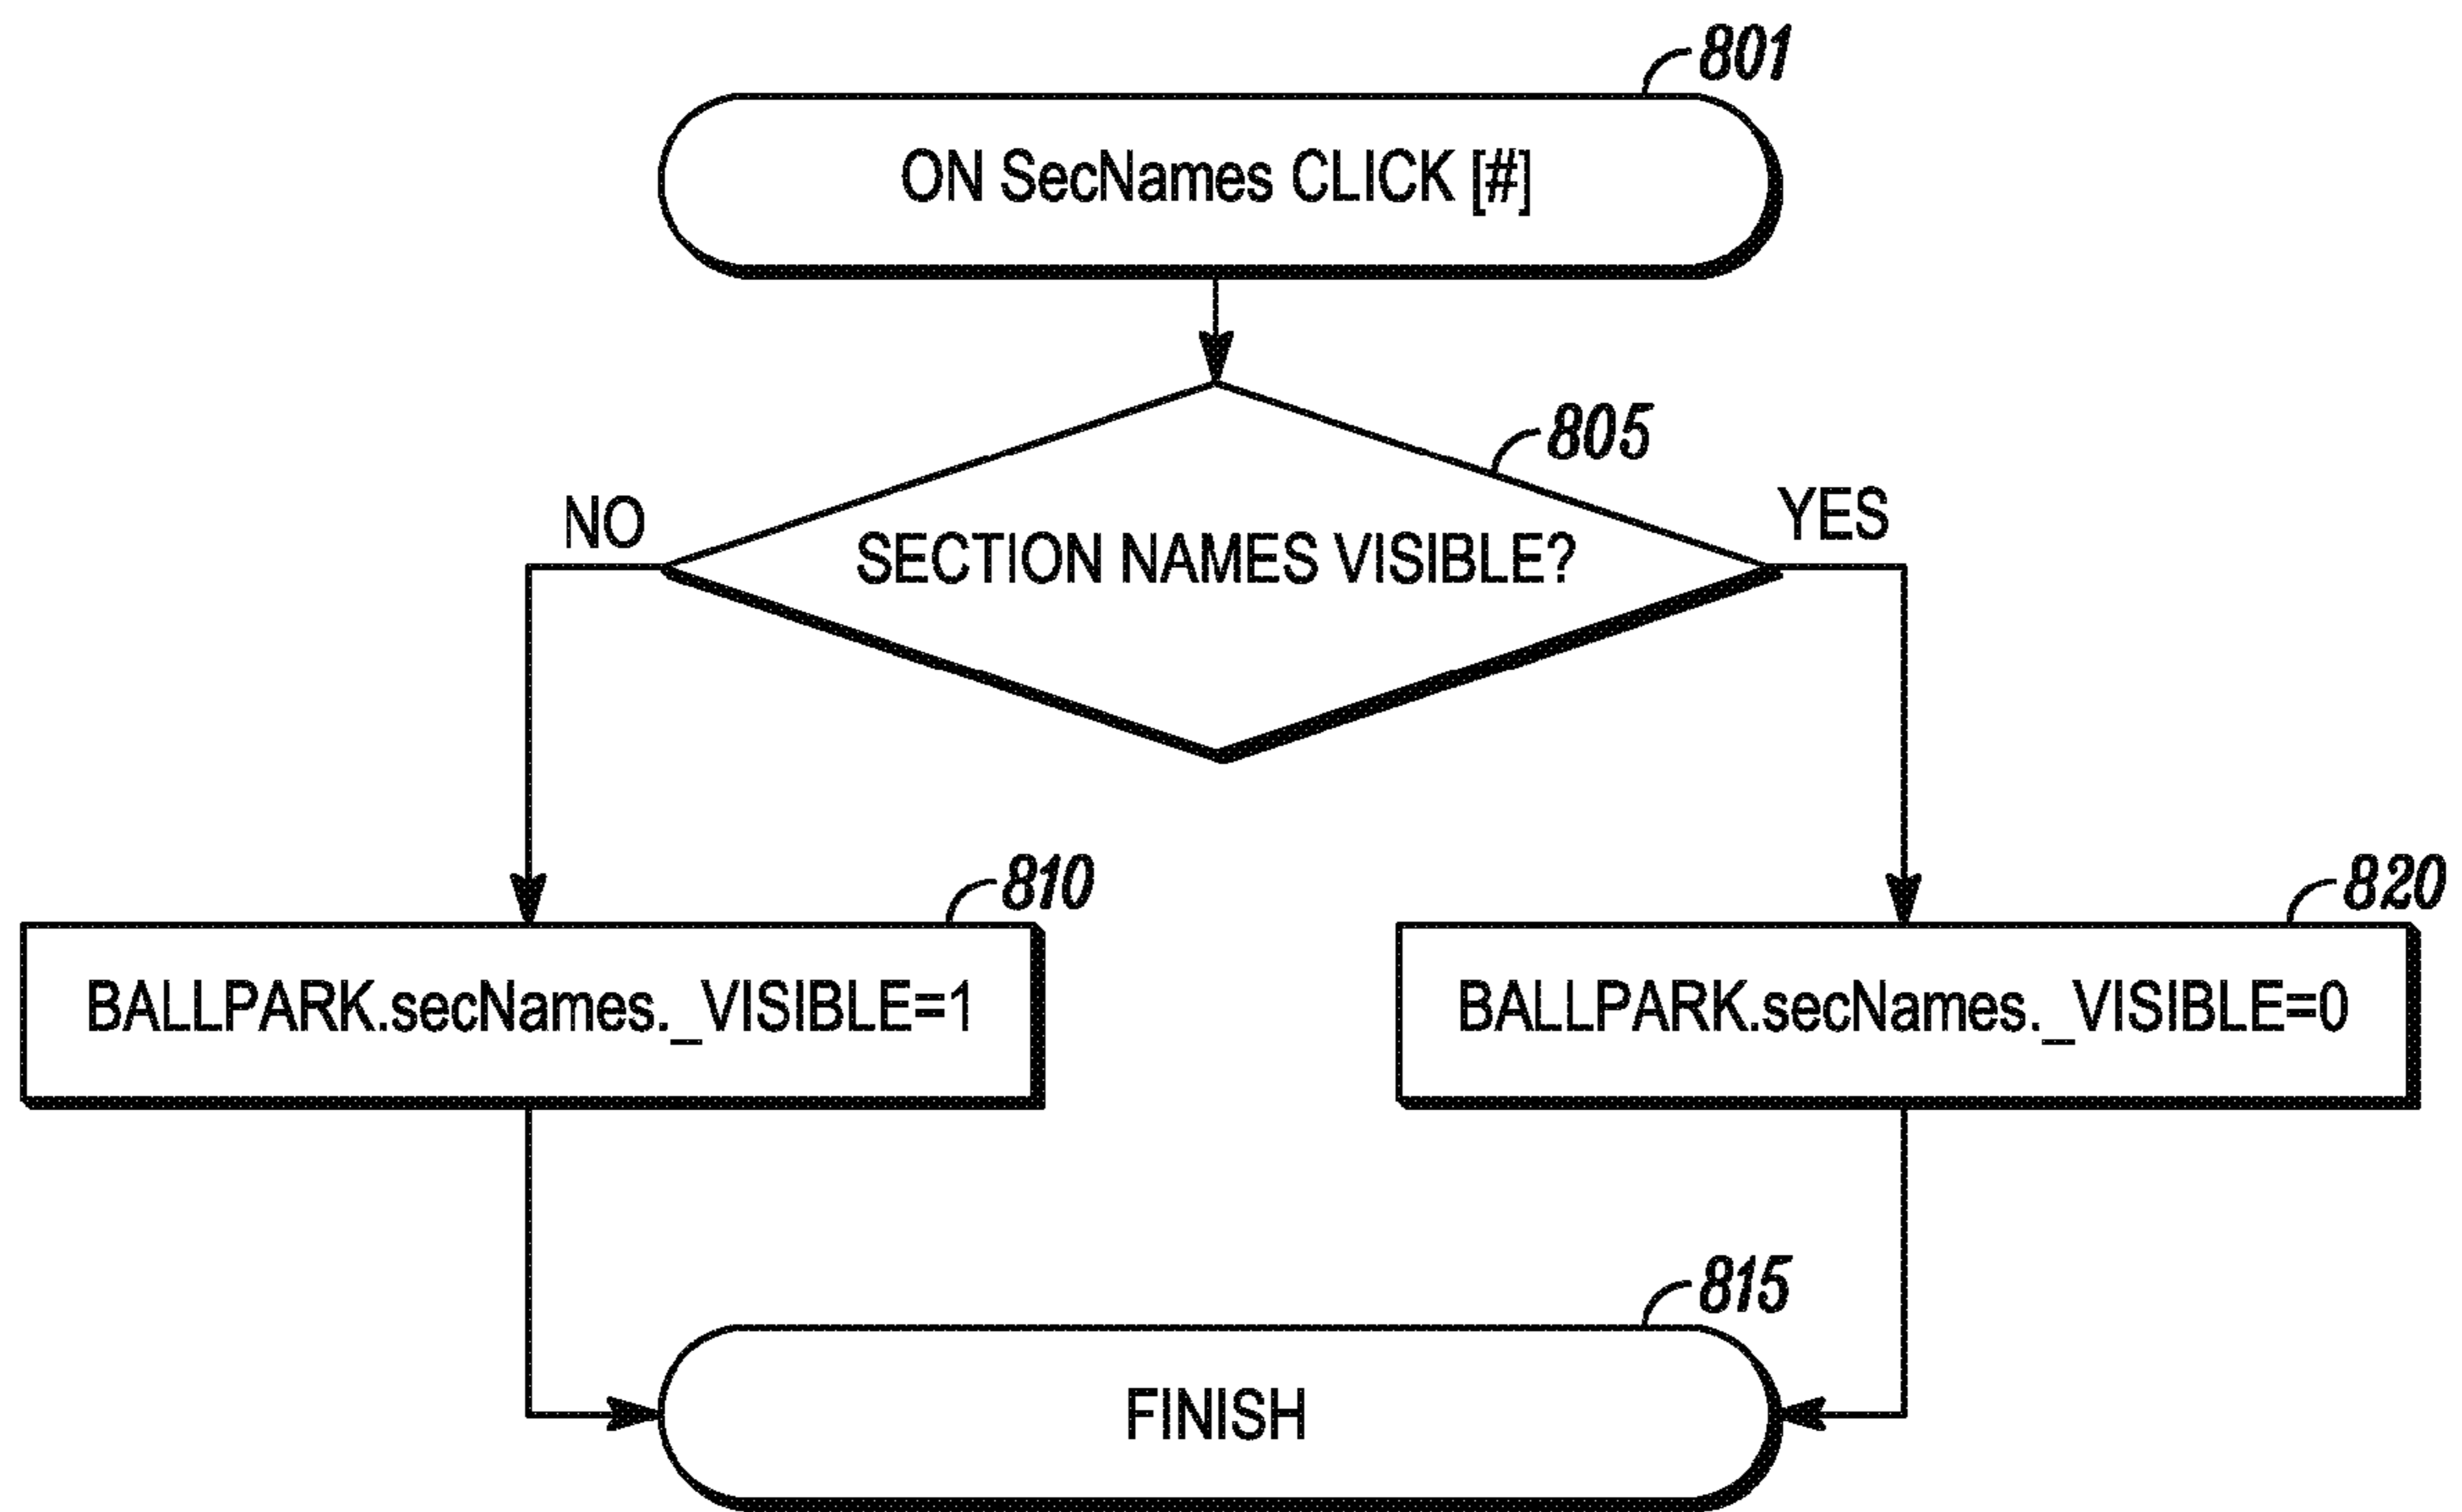 801
ON SecNames CLICK [#]
805
NO
YES
SECTION NAMES VISIBLE?
810
820
BALLPARK.secNames._VISIBLE=1
BALLPARK.secNames._VISIBLE=0
815
FINISH